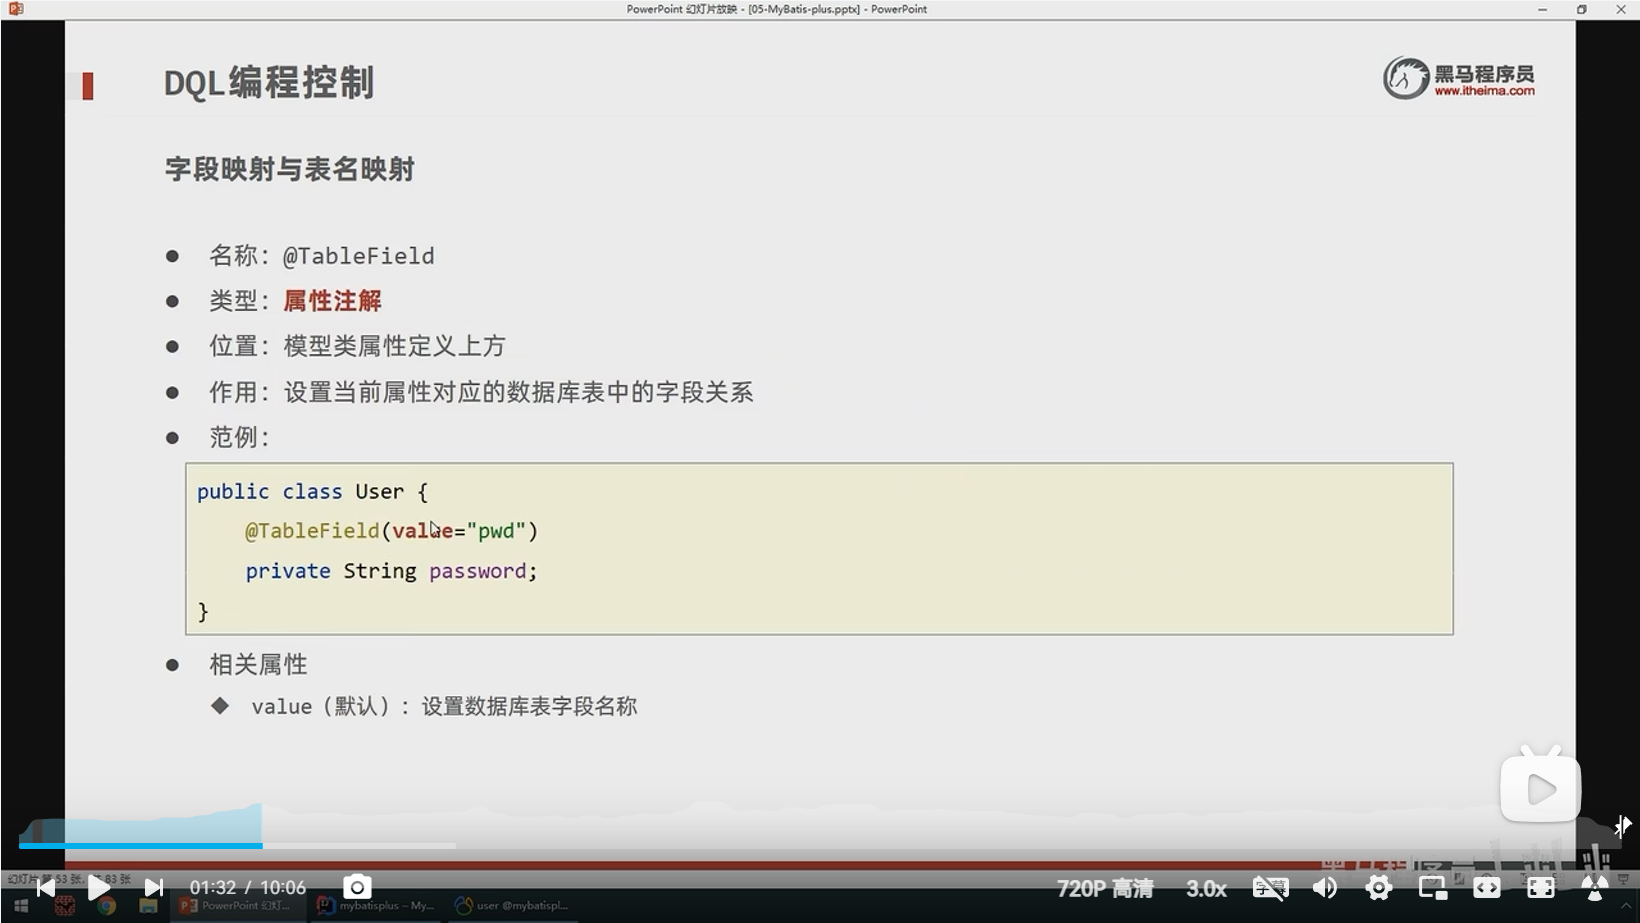 PowerPoint 幻灯片放映 - [05-MyBatis-plus.pptx] - PowerPoint
DQL编程控制
黑马程序员
www.itheima.com
字段映射与表名映射
名称：@TableField
类型：属性注解
位置：模型类属性定义上方
作用：设置当前属性对应的数据库表中的字段关系
范例：
public class User {
@TableField(value="pwd")
private String password;
}
相关属性
value（默认）：设置数据库表字段名称
01:32 / 10:06
720P 高清
3.0x
字幕
PowerPoint 幻灯...
mybatisplus – My...
user @mybatispl...